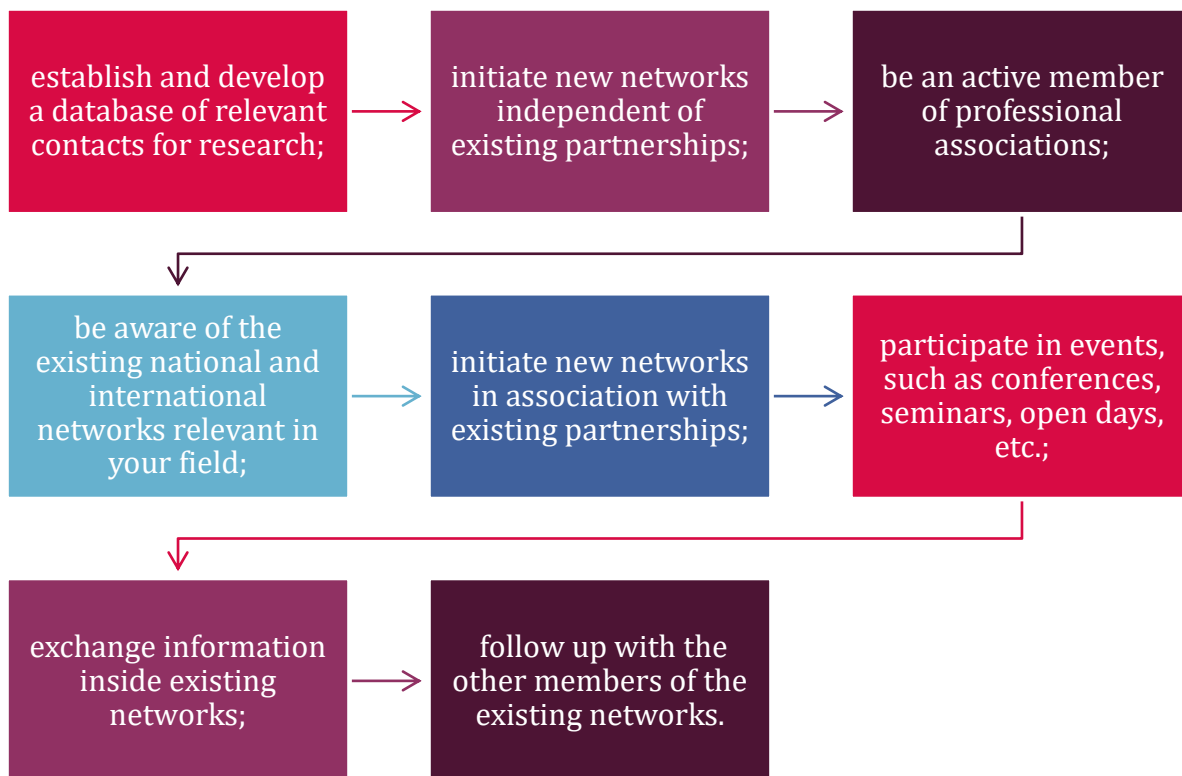 establish and develop
a database of relevant
contacts for research;
initiate new networks
independent of
existing partnerships;
be an active member
of professional
associations;
be aware of the
existing national and
international
networks relevant in
your field;
initiate new networks
in association with
existing partnerships;
participate in events,
such as conferences,
seminars, open days,
etc.;
exchange information
inside existing
networks;
follow up with the
other members of the
existing networks.